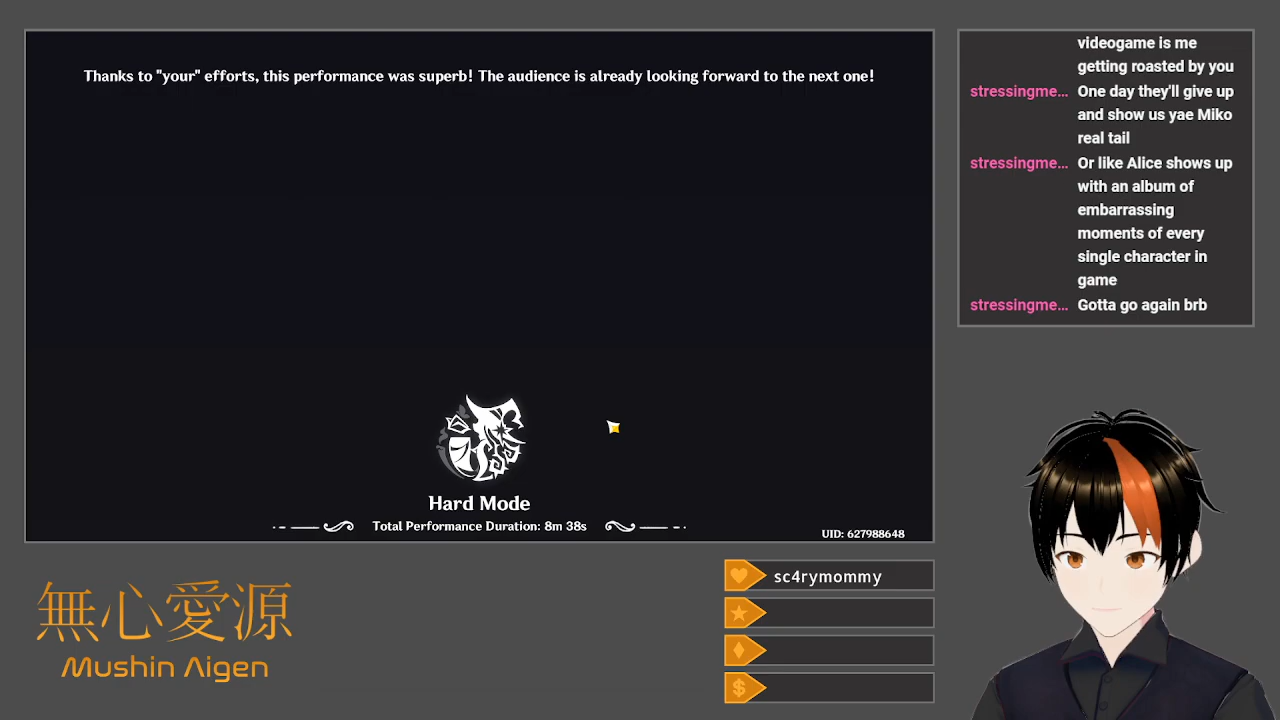 Thanks to "your" efforts, this performance was superb! The audience is already looking forward to the next one!
Hard Mode
Total Performance Duration: 8m 38s
UID: 627988648
videogame is me
getting roasted by you
stressingme... One day they'll give up
and show us yae Miko
real tail
stressingme... Or like Alice shows up
with an album of
embarrassing
moments of every
single character in
game
stressingme... Gotta go again brb
無心愛源
Mushin Aigen
sc4rymommy
$